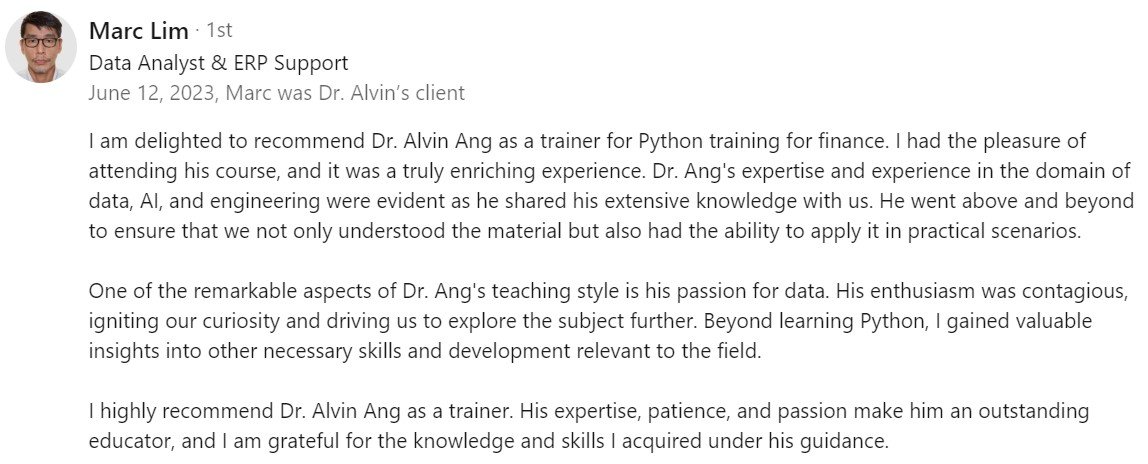 Marc Lim · 1st
Data Analyst & ERP Support
June 12, 2023, Marc was Dr. Alvin’s client
I am delighted to recommend Dr. Alvin Ang as a trainer for Python training for finance. I had the pleasure of
attending his course, and it was a truly enriching experience. Dr. Ang's expertise and experience in the domain of
data, AI, and engineering were evident as he shared his extensive knowledge with us. He went above and beyond
to ensure that we not only understood the material but also had the ability to apply it in practical scenarios.
One of the remarkable aspects of Dr. Ang's teaching style is his passion for data. His enthusiasm was contagious,
igniting our curiosity and driving us to explore the subject further. Beyond learning Python, I gained valuable
insights into other necessary skills and development relevant to the field.
I highly recommend Dr. Alvin Ang as a trainer. His expertise, patience, and passion make him an outstanding
educator, and I am grateful for the knowledge and skills I acquired under his guidance.